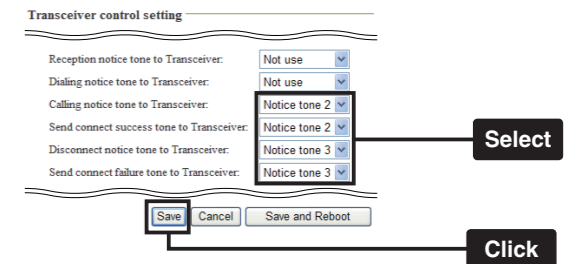 Transceiver control setting
Reception notice tone to Transceiver: Not use
Dialing notice tone to Transceiver: Not use
Calling notice tone to Transceiver: Notice tone 2
Send connect success tone to Transceiver: Notice tone 2
Select
Disconnect notice tone to Transceiver: Notice tone 3
Send connect failure tone to Transceiver: Notice tone 3
Save Cancel Save and Reboot
Click